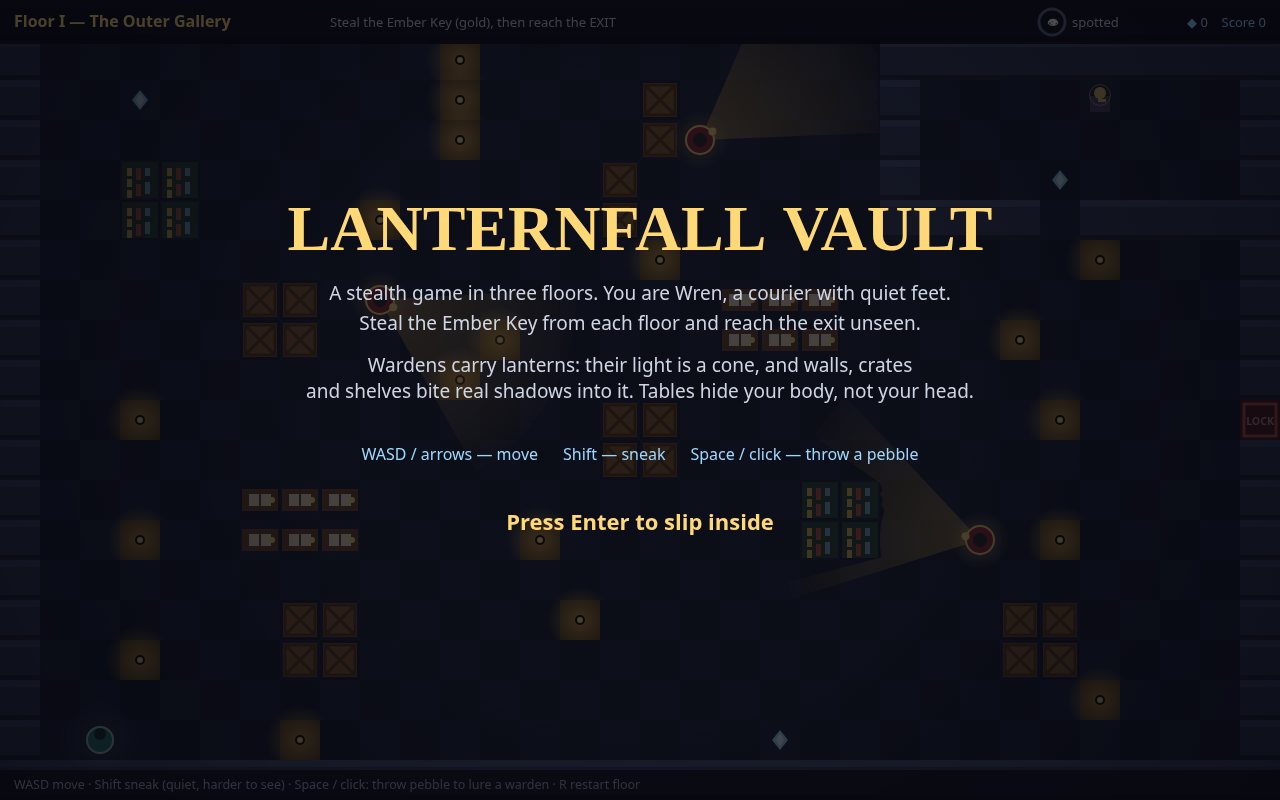 Floor I — The Outer Gallery
Steal the Ember Key (gold), then reach the EXIT
spotted
◆ 0
Score 0
LANTERNFALL VAULT
A stealth game in three floors. You are Wren, a courier with quiet feet.
Steal the Ember Key from each floor and reach the exit unseen.
Wardens carry lanterns: their light is a cone, and walls, crates
and shelves bite real shadows into it. Tables hide your body, not your head.
LOCK
WASD / arrows — move Shift — sneak Space / click — throw a pebble
Press Enter to slip inside
WASD move · Shift sneak (quiet, harder to see) · Space / click: throw pebble to lure a warden · R restart floor